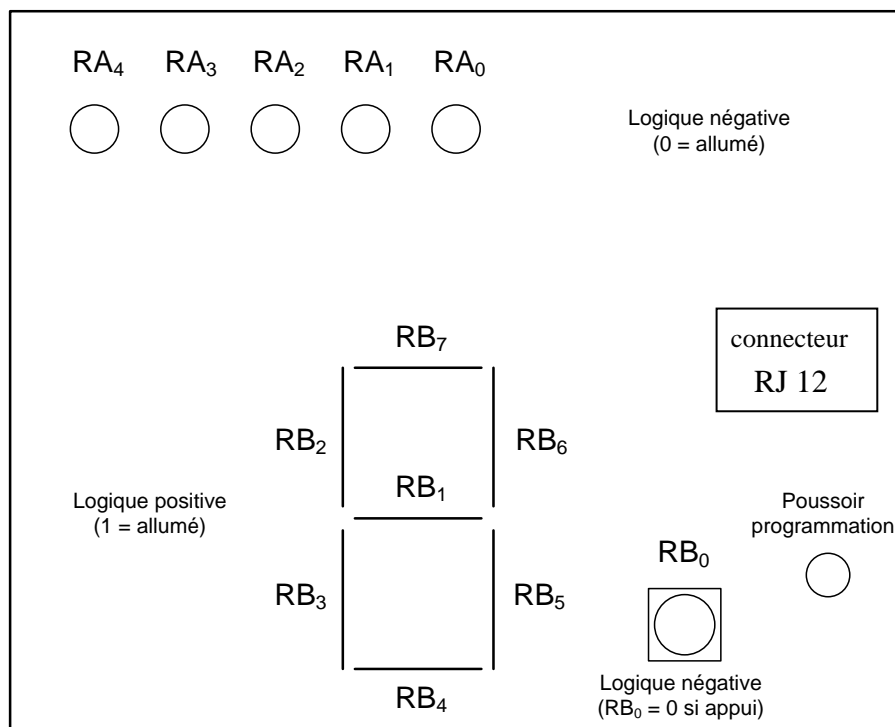 RA₄ RA₃ RA₂ RA₁ RA₀
Logique négative
(0 = allumé)
connecteur
RJ 12
RB₇
RB₂
RB₆
RB₁
Logique positive
(1 = allumé)
Poussoir
programmation
RB₀
RB₃
RB₅
RB₄
Logique négative
(RB₀ = 0 si appui)